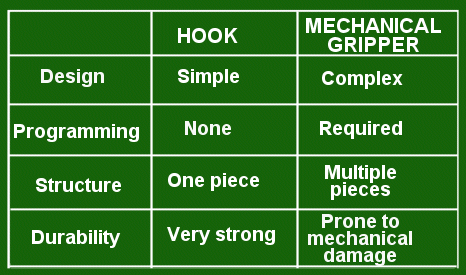 HOOK MECHANICAL GRIPPER
Design Simple Complex
Programming None Required
Structure One piece Multiple pieces
Durability Very strong Prone to mechanical damage